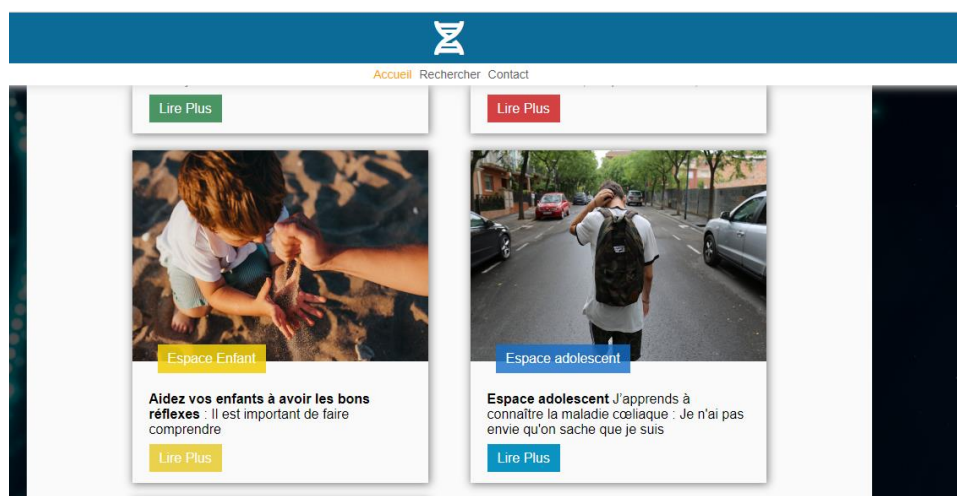 Accueil Rechercher Contact
Lire Plus
Lire Plus
Espace Enfant
Aidez vos enfants à avoir les bons
réflexes : Il est important de faire
comprendre
Lire Plus
Espace adolescent
Espace adolescent J'apprends à
connaître la maladie cœliaque : Je n'ai pas
envie qu'on sache que je suis
Lire Plus